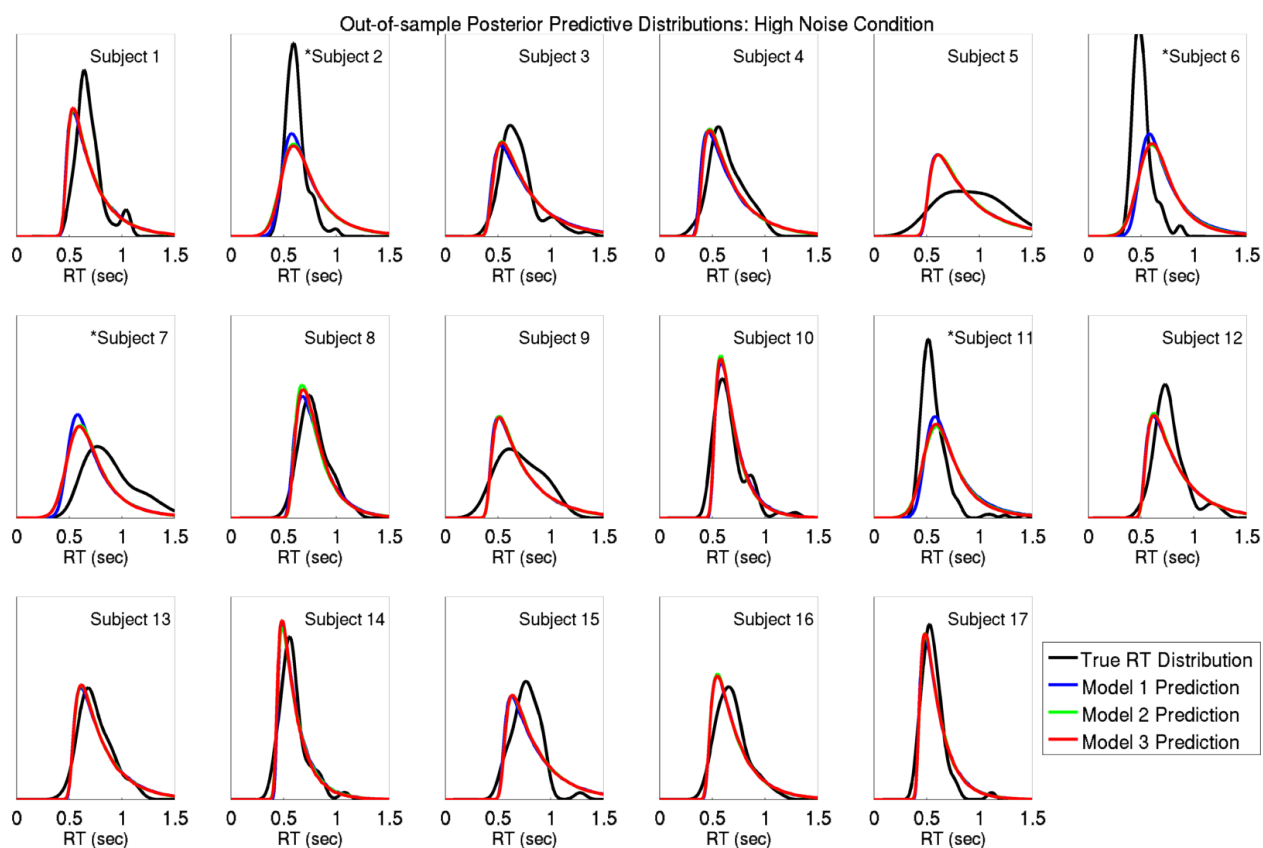 Out-of-sample Posterior Predictive Distributions: High Noise Condition
Subject 1
*Subject 2
Subject 3
Subject 4
Subject 5
*Subject 6
0 0.5 1 1.5
0 0.5 1 1.5
0 0.5 1 1.5
0 0.5 1 1.5
0 0.5 1 1.5
0 0.5 1 1.5
RT (sec)
RT (sec)
RT (sec)
RT (sec)
RT (sec)
RT (sec)
*Subject 7
Subject 8
Subject 9
Subject 10
*Subject 11
Subject 12
0 0.5 1 1.5
0 0.5 1 1.5
0 0.5 1 1.5
0 0.5 1 1.5
0 0.5 1 1.5
0 0.5 1 1.5
RT (sec)
RT (sec)
RT (sec)
RT (sec)
RT (sec)
RT (sec)
Subject 13
Subject 14
Subject 15
Subject 16
Subject 17
0 0.5 1 1.5
0 0.5 1 1.5
0 0.5 1 1.5
0 0.5 1 1.5
0 0.5 1 1.5
RT (sec)
RT (sec)
RT (sec)
RT (sec)
RT (sec)
True RT Distribution
Model 1 Prediction
Model 2 Prediction
Model 3 Prediction